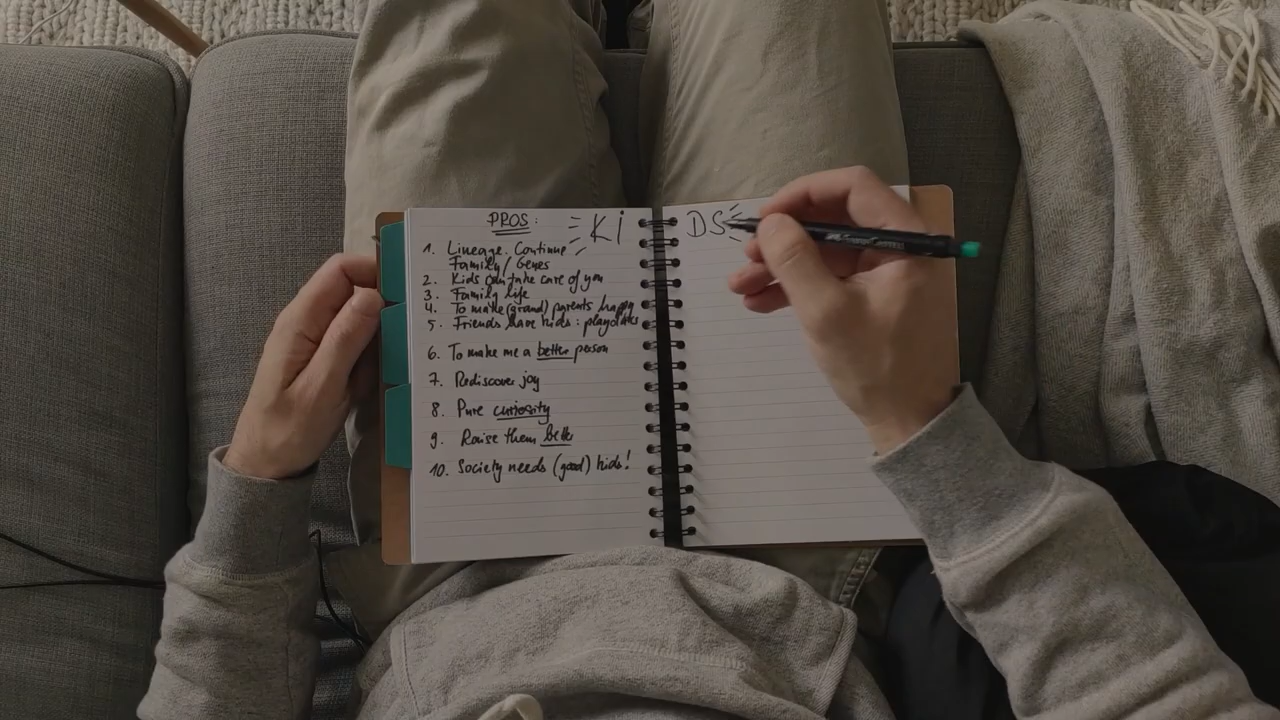 PROS: KiDS
1. Lineage. Continue
Family/Genes
2. Kids can take care of you
3. Family life
4. To make (grand)parents happy
5. Friends have kids: playdates
6. To make me a better person
7. Rediscover joy
8. Pure curiosity
9. Raise them better
10. Society needs (good) kids!